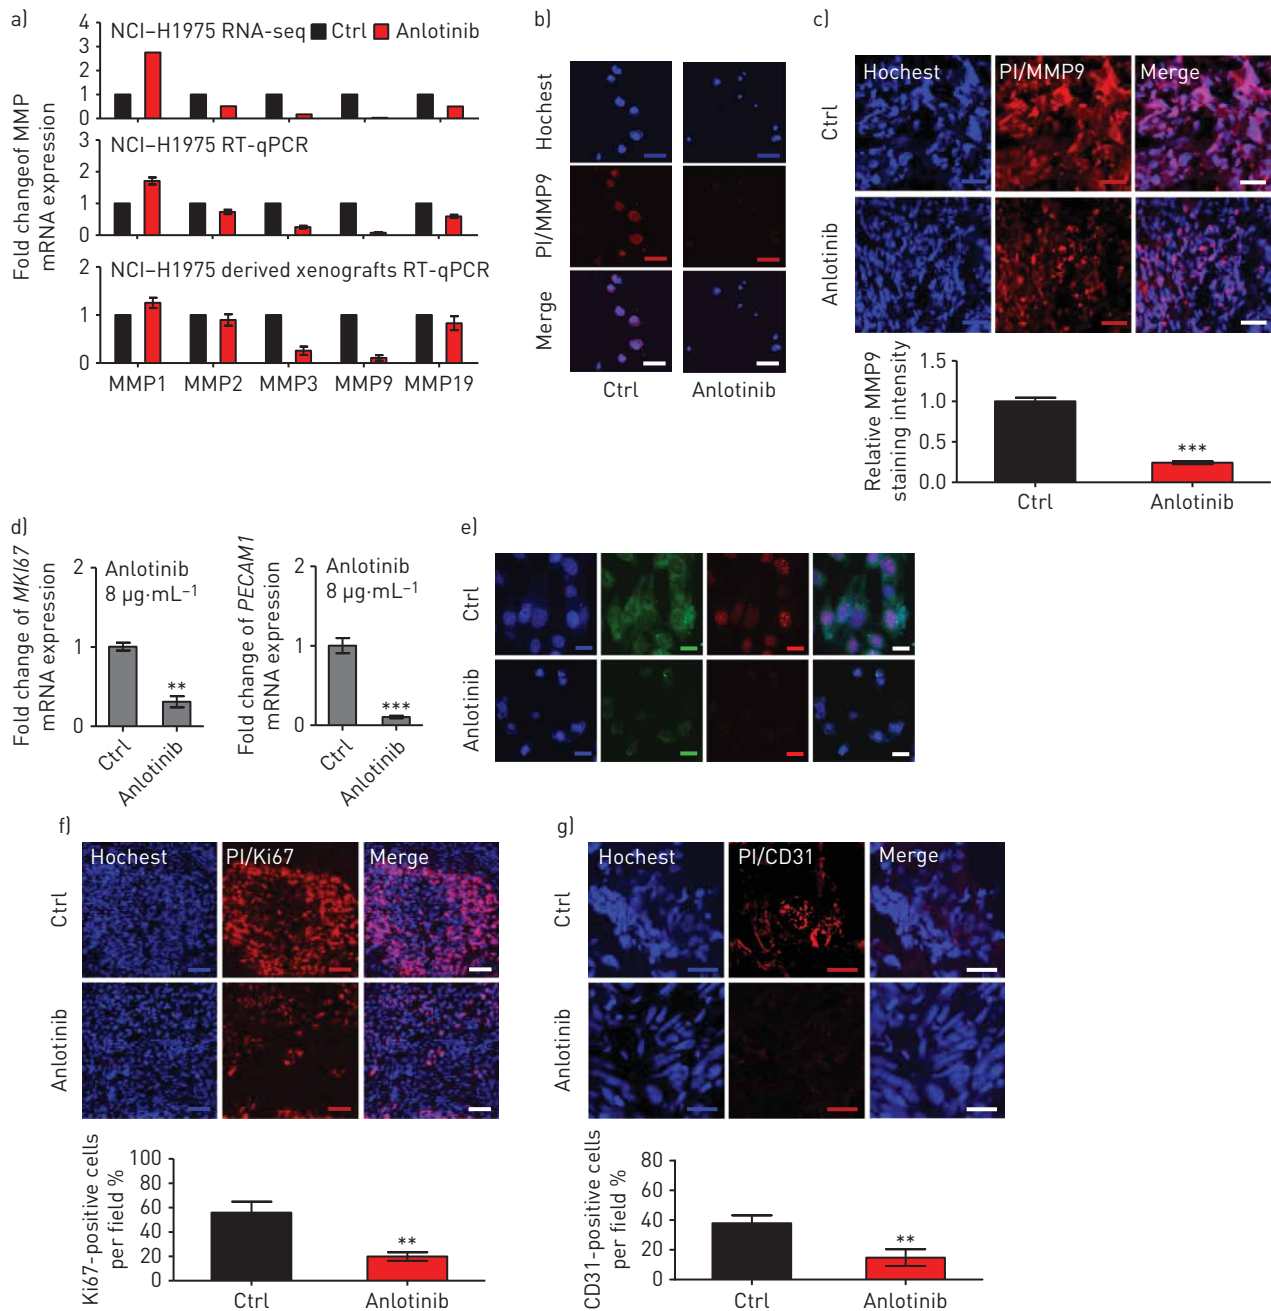 a)
NCI–H1975 RNA-seq Ctrl Anlotinib
4
3
2
1
0
NCI–H1975 RT-qPCR
3
2
1
0
NCI–H1975 derived xenografts RT-qPCR
2
1
0
Fold change of MMP
mRNA expression
MMP1 MMP2 MMP3 MMP9 MMP19
b)
Hochest
PI/MMP9
Merge
Ctrl Anlotinib
c)
Hochest PI/MMP9 Merge
Ctrl
Anlotinib
Relative MMP9
staining intensity
1.5
1.0
0.5
0.0
***
Ctrl Anlotinib
d)
Fold change of MKI67
mRNA expression
2
1
0
Anlotinib
8 µg·mL⁻¹
**
Ctrl
Anlotinib
Fold change of PECAM1
mRNA expression
2
1
0
Anlotinib
8 µg·mL⁻¹
***
Ctrl
Anlotinib
e)
Ctrl
Anlotinib
f)
Hochest PI/Ki67 Merge
Ctrl
Anlotinib
Ki67-positive cells
per field %
100
80
60
40
20
0
**
Ctrl Anlotinib
g)
Hochest PI/CD31 Merge
Ctrl
Anlotinib
CD31-positive cells
per field %
80
60
40
20
0
**
Ctrl Anlotinib